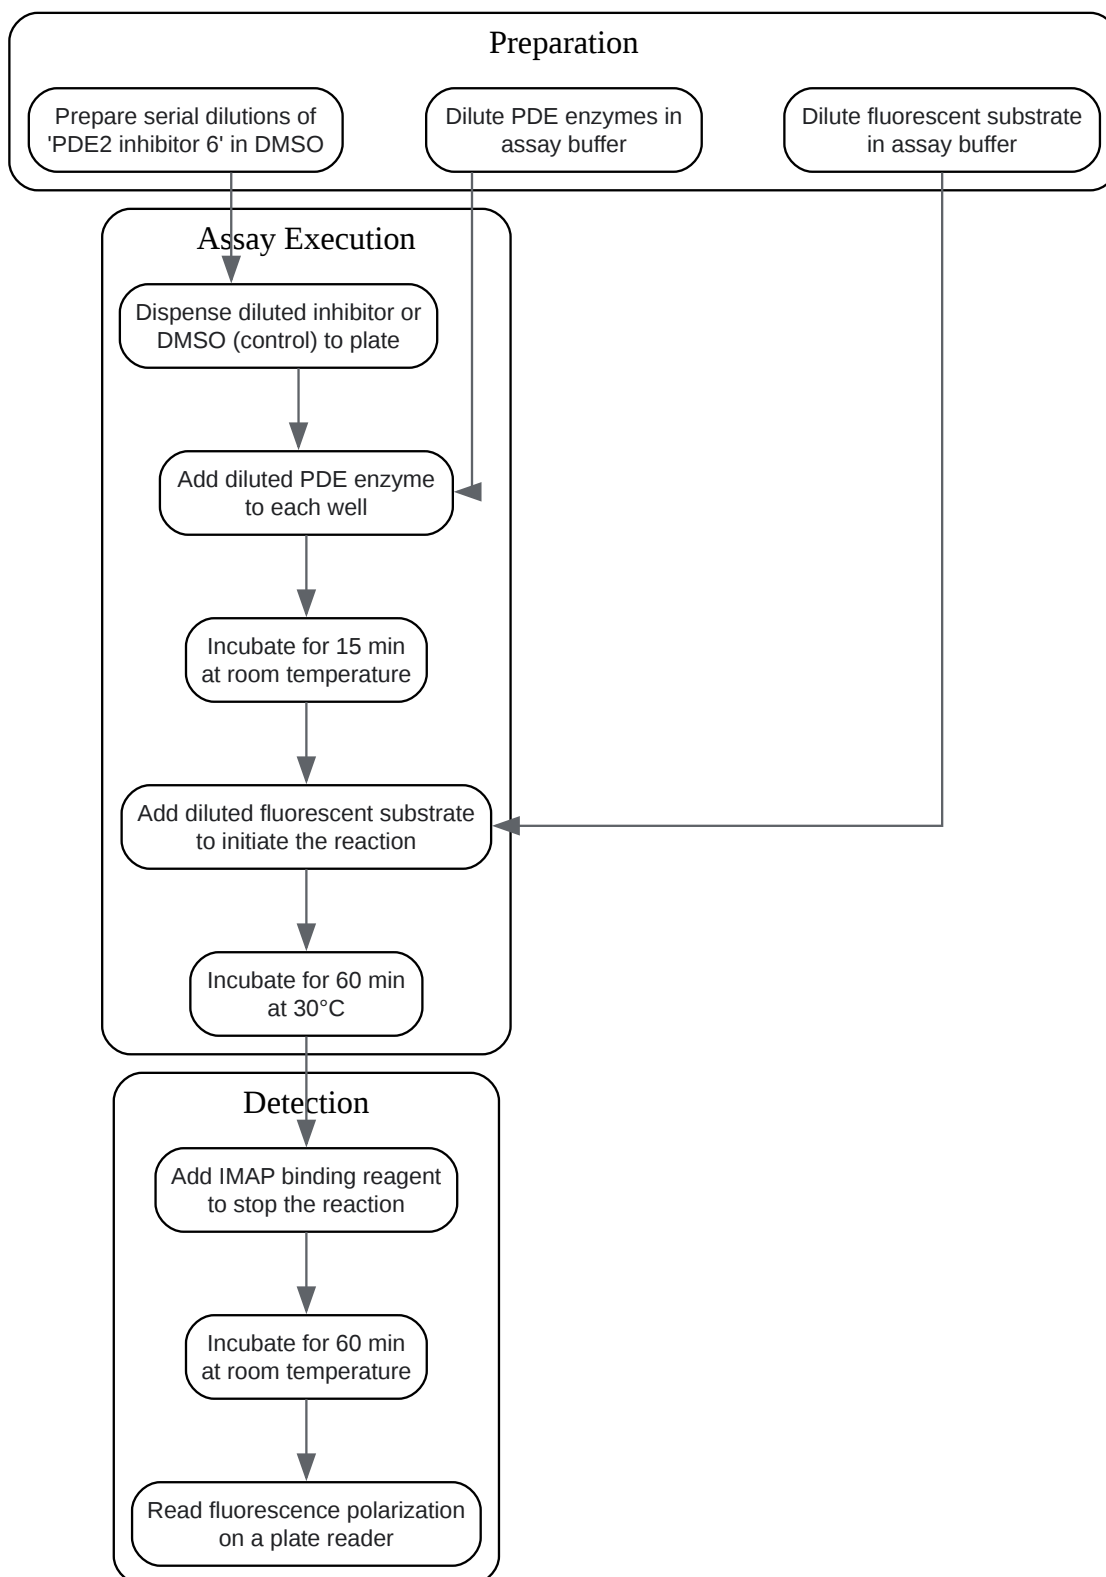 Preparation
Prepare serial dilutions of
'PDE2 inhibitor 6' in DMSO
Dilute PDE enzymes in
assay buffer
Dilute fluorescent substrate
in assay buffer
Assay Execution
Dispense diluted inhibitor or
DMSO (control) to plate
Add diluted PDE enzyme
to each well
Incubate for 15 min
at room temperature
Add diluted fluorescent substrate
to initiate the reaction
Incubate for 60 min
at 30°C
Detection
Add IMAP binding reagent
to stop the reaction
Incubate for 60 min
at room temperature
Read fluorescence polarization
on a plate reader